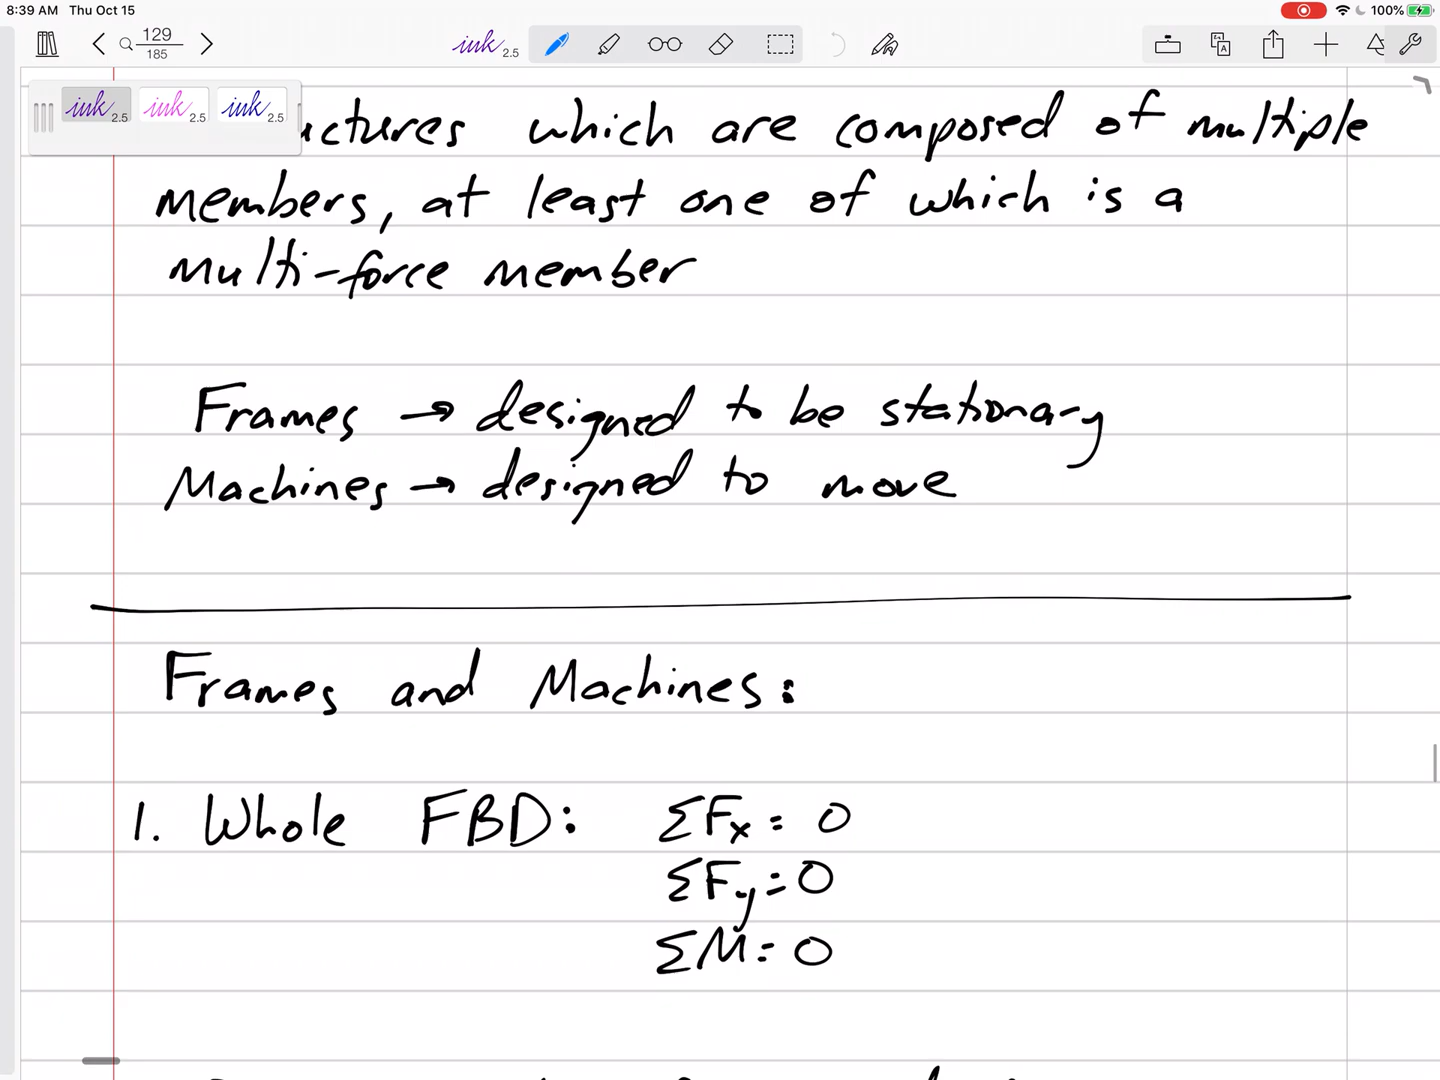 8:39 AM Thu Oct 15
100%
129
185
ink 2.5
ink 2.5 ink 2.5 ink 2.5
uctures which are composed of multiple
members, at least one of which is a
multi-force member
Frames → designed to be stationary
Machines → designed to move
Frames and Machines:
1. Whole FBD: ΣFx = 0
ΣFy = 0
ΣM = 0